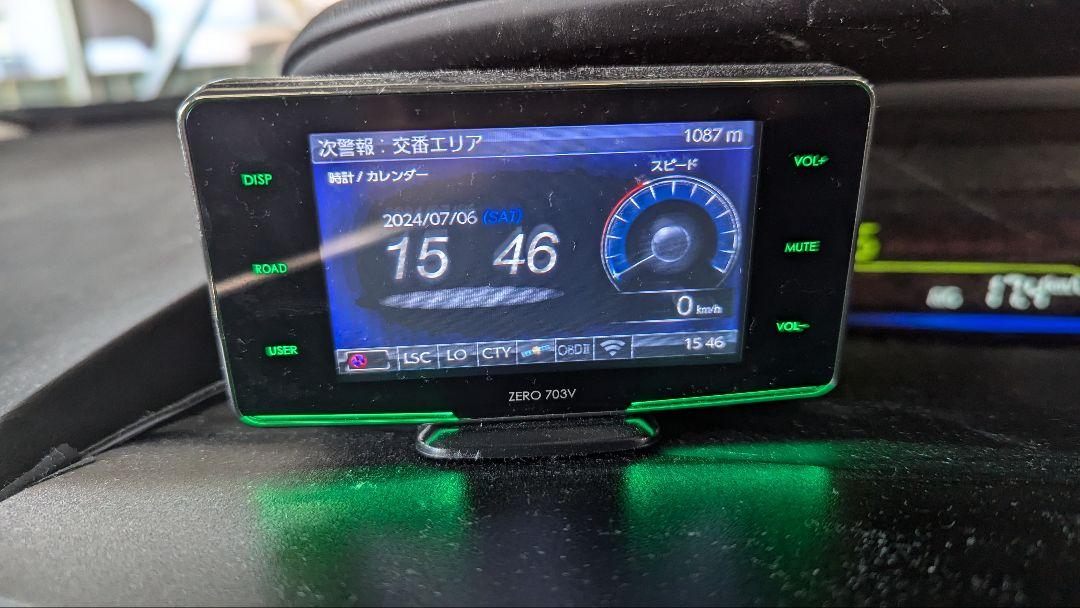 次警報：交番エリア 1087 m
時計 / カレンダー スピード
2024/07/06 (SAT)
15 46
0 km/h
LSC LO CTY OBDII 15 46
DISP
ROAD
USER
VOL+
MUTE
VOL-
ZERO 703V